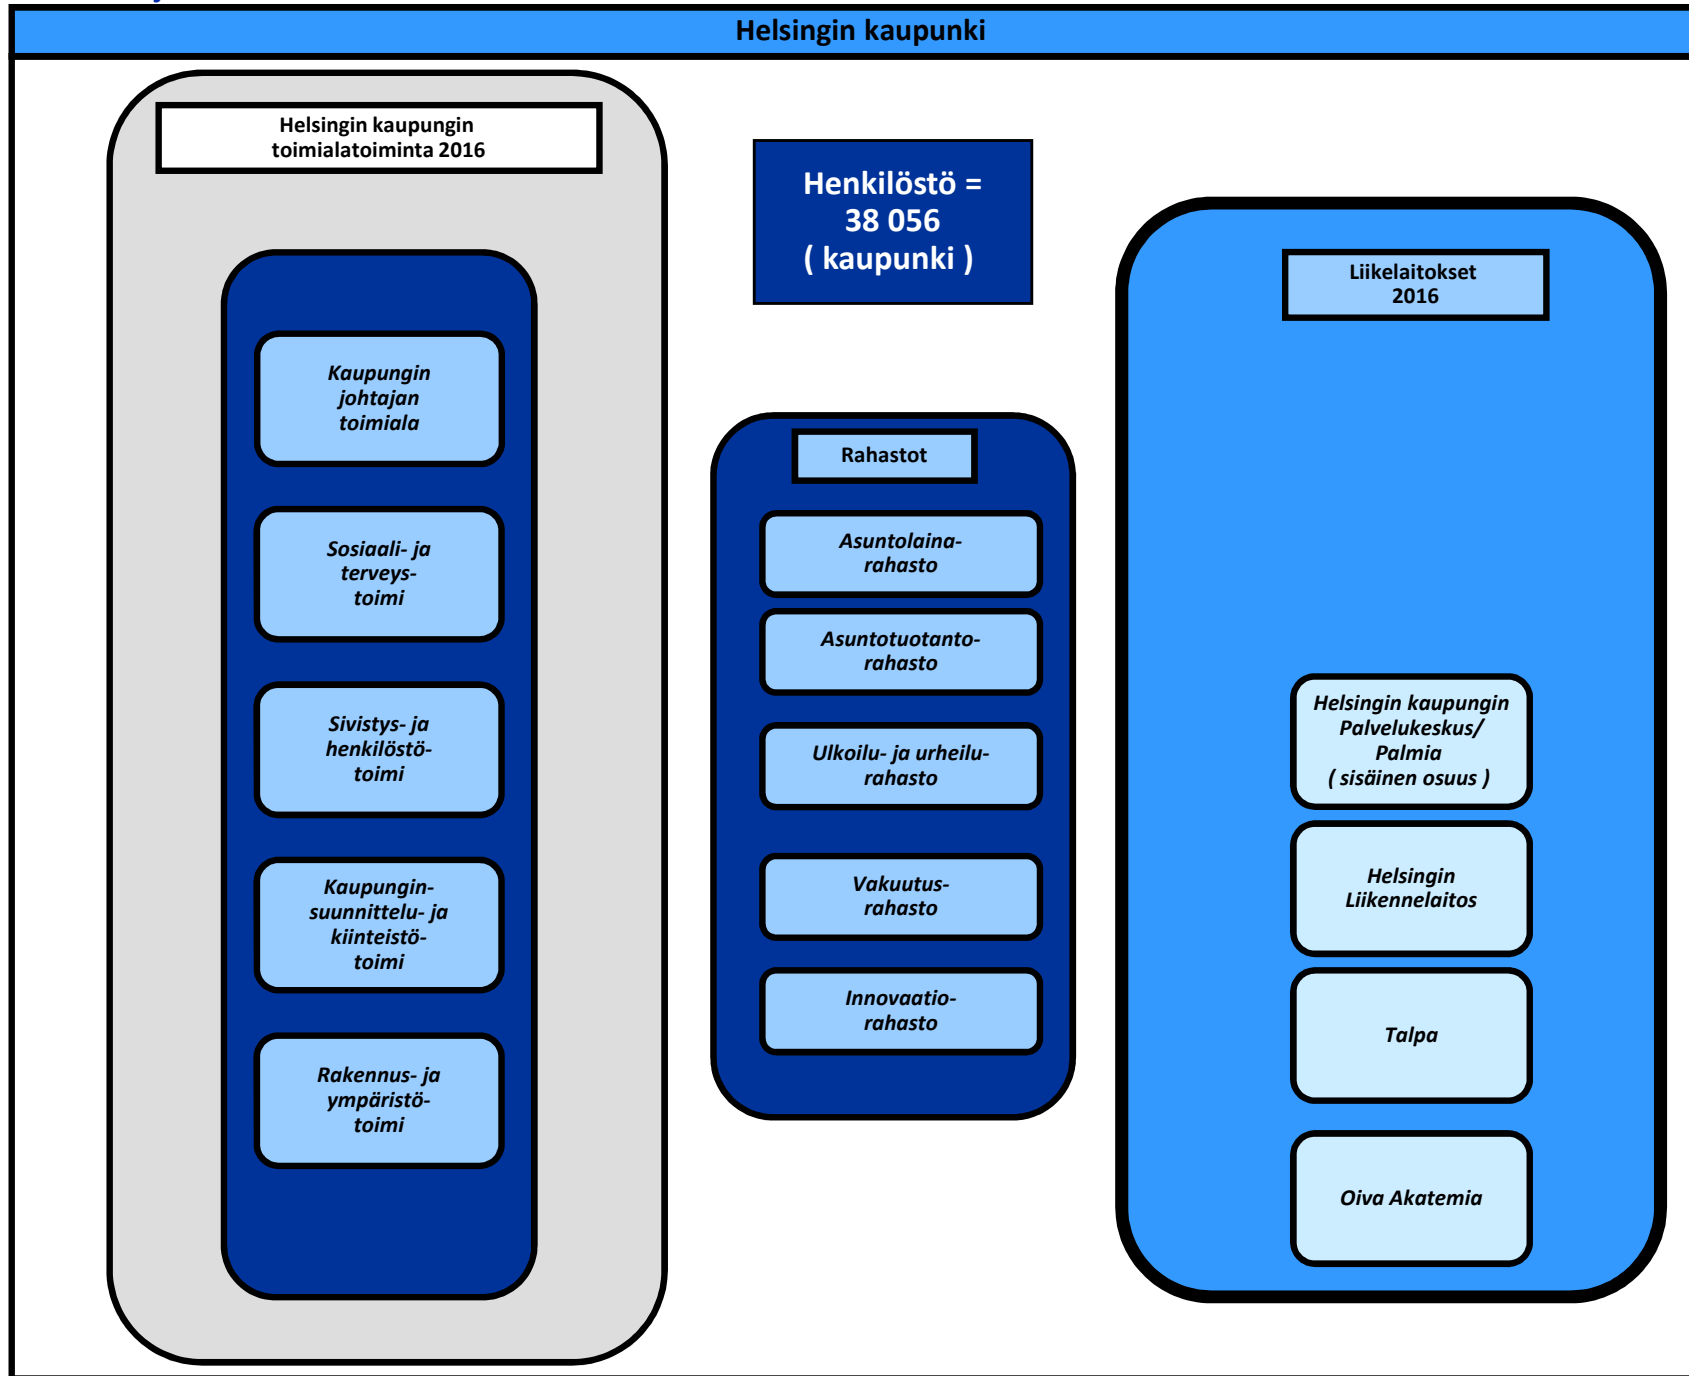 Helsingin kaupunki
Helsingin kaupungin
toimialatoiminta 2016
Kaupungin
johtajan
toimiala
Sosiaali- ja
terveys-
toimi
Sivistys- ja
henkilöstö-
toimi
Kaupungin-
suunnittelu- ja
kiinteistö-
toimi
Rakennus- ja
ympäristö-
toimi
Henkilöstö =
38 056
( kaupunki )
Rahastot
Asuntolaina-
rahasto
Asuntotuotanto-
rahasto
Ulkoilu- ja urheilu-
rahasto
Vakuutus-
rahasto
Innovaatio-
rahasto
Liikelaitokset
2016
Helsingin kaupungin
Palvelukeskus/
Palmia
( sisäinen osuus )
Helsingin
Liikennelaitos
Talpa
Oiva Akatemia